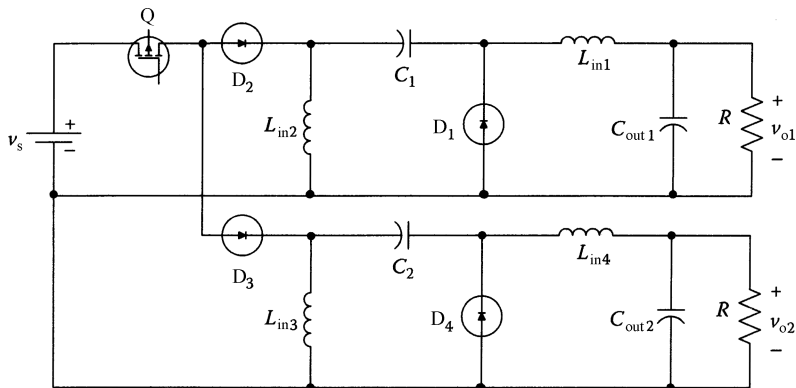 Q
D2
C1
Lin1
Lin2
D1
Cout1
R
+
vo1
−
vs
+
−
D3
C2
Lin4
Lin3
D4
Cout2
R
+
vo2
−